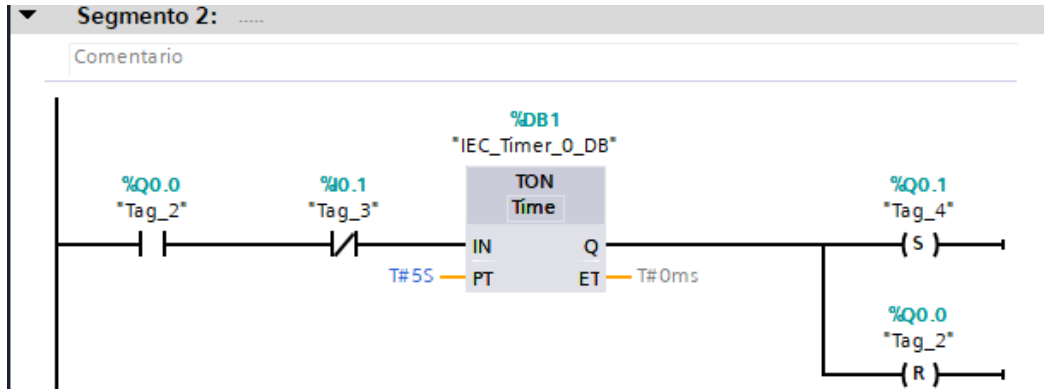 Segmento 2: .....
Comentario
%DB1
"IEC_Timer_0_DB"
%Q0.0 %I0.1 TON %Q0.1
"Tag_2" "Tag_3" Time "Tag_4"
IN Q S
T#5S PT ET T#0ms
%Q0.0
"Tag_2"
R